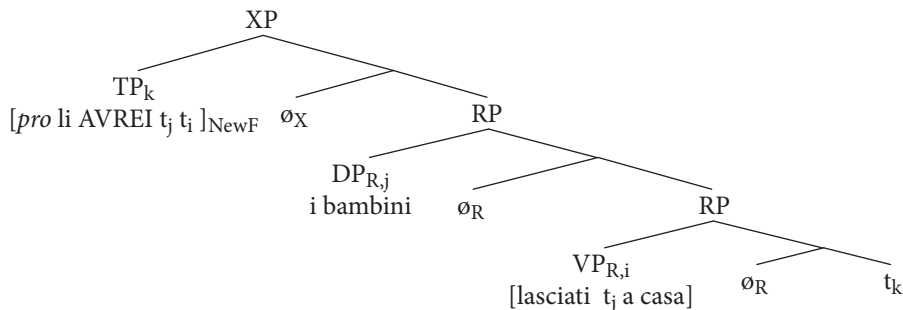 XP
TPk
[pro li AVREI tj ti ]NewF
øX
RP
DPR,j
i bambini
øR
RP
VPR,i
[lasciati tj a casa]
øR
tk